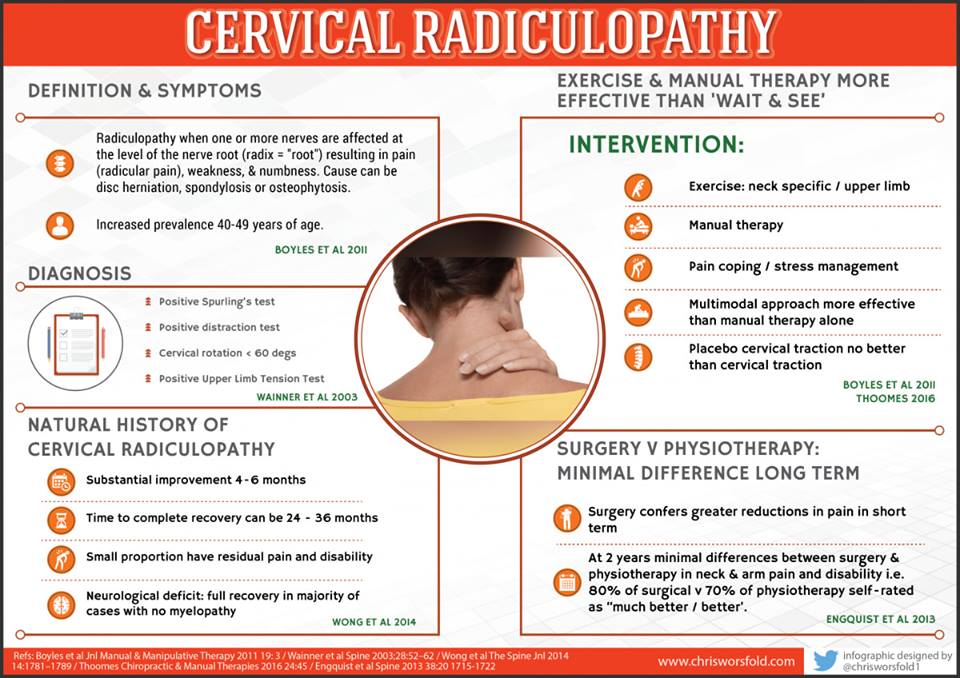 CERVICAL RADICULOPATHY
DEFINITION & SYMPTOMS
Radiculopathy when one or more nerves are affected at
the level of the nerve root (radix = "root") resulting in pain
(radicular pain), weakness, & numbness. Cause can be
disc herniation, spondylosis or osteophytosis.
Increased prevalence 40-49 years of age.
BOYLES ET AL 2011
DIAGNOSIS
Positive Spurling's test
Positive distraction test
Cervical rotation < 60 degs
Positive Upper Limb Tension Test
WAINNER ET AL 2003
NATURAL HISTORY OF
CERVICAL RADICULOPATHY
Substantial improvement 4-6 months
Time to complete recovery can be 24 - 36 months
Small proportion have residual pain and disability
Neurological deficit: full recovery in majority of
cases with no myelopathy
WONG ET AL 2014
EXERCISE & MANUAL THERAPY MORE
EFFECTIVE THAN 'WAIT & SEE'
INTERVENTION:
Exercise: neck specific / upper limb
Manual therapy
Pain coping / stress management
Multimodal approach more effective
than manual therapy alone
Placebo cervical traction no better
than cervical traction
BOYLES ET AL 2011
THOOMES 2016
SURGERY V PHYSIOTHERAPY:
MINIMAL DIFFERENCE LONG TERM
Surgery confers greater reductions in pain in short
term
At 2 years minimal differences between surgery &
physiotherapy in neck & arm pain and disability i.e.
80% of surgical v 70% of physiotherapy self-rated
as "much better / better'.
ENGQUIST ET AL 2013
Refs: Boyles et al Jnl Manual & Manipulative Therapy 2011 19: 3 / Wainner et al Spine 2003;28:52–62 / Wong et al The Spine Jnl 2014
14:1781–1789 / Thoomes Chiropractic & Manual Therapies 2016 24:45 / Engquist et al Spine 2013 38:20 1715-1722
www.chrisworsfold.com
infographic designed by
@chrisworsfold1